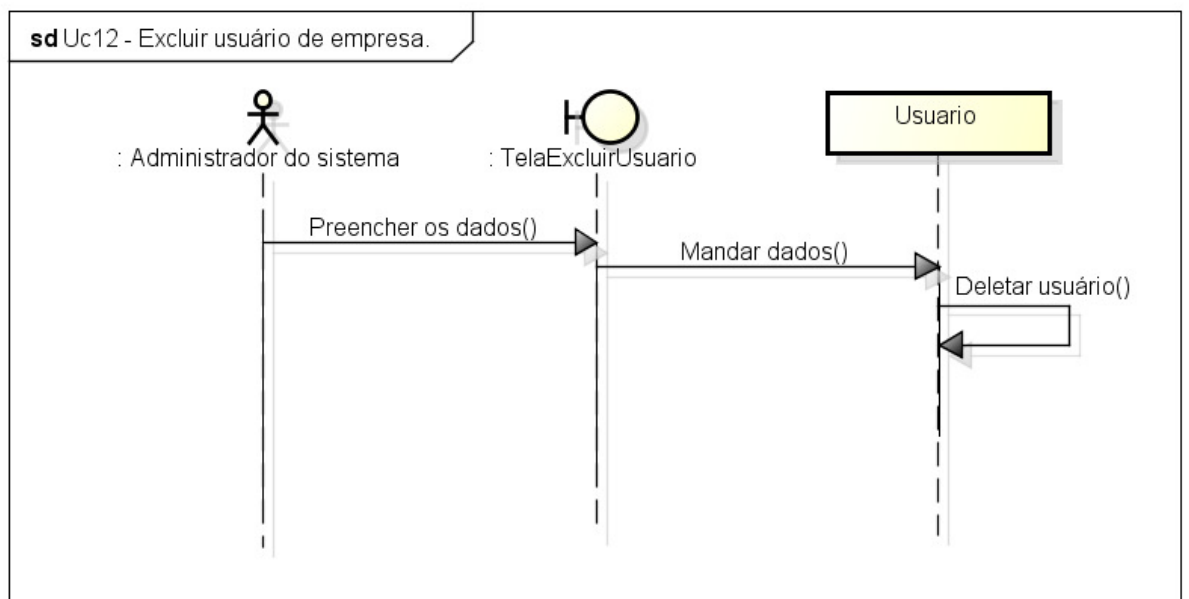 sd Uc12 - Excluir usuário de empresa.
: Administrador do sistema
: TelaExcluirUsuario
Usuario
Preencher os dados()
Mandar dados()
Deletar usuário()